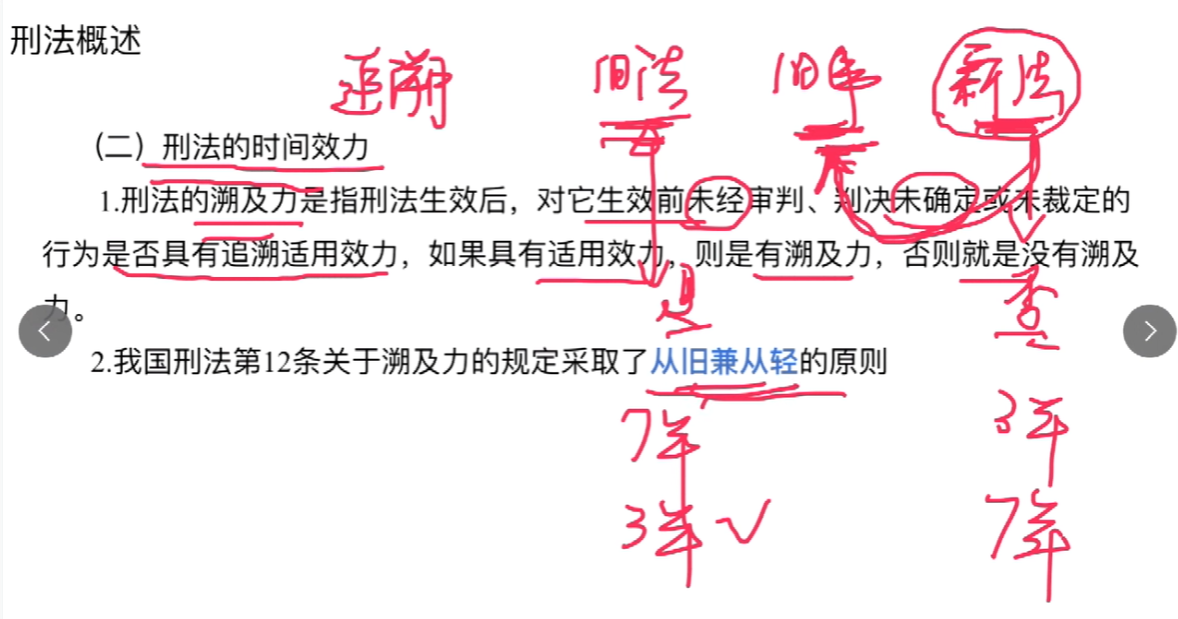 刑法概述
追溯 旧法 旧年 新法
（二）刑法的时间效力
1.刑法的溯及力是指刑法生效后，对它生效前未经审判、判决未确定或未裁定的
行为是否具有追溯适用效力，如果具有适用效力，则是有溯及力，否则就是没有溯及
力。
是 否
2.我国刑法第12条关于溯及力的规定采取了从旧兼从轻的原则
7年 3年
3年 7年